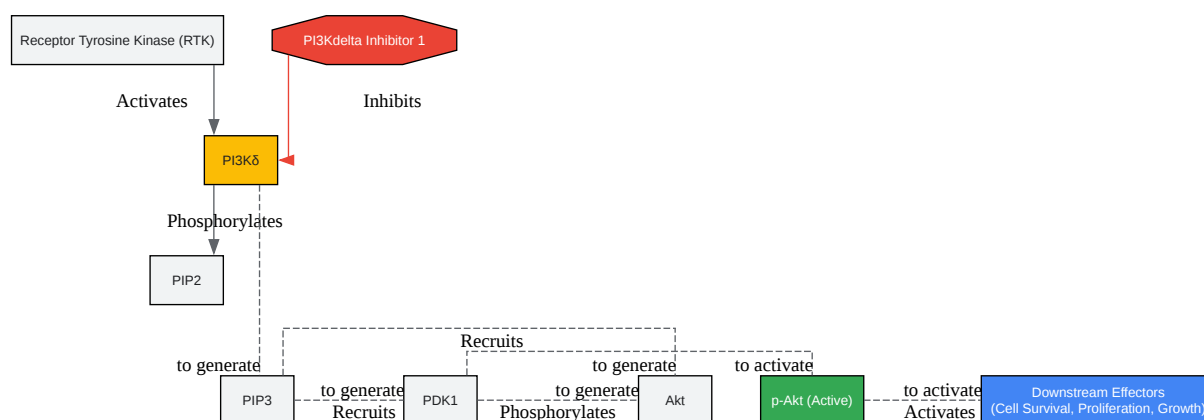 Receptor Tyrosine Kinase (RTK)
PI3Kdelta Inhibitor 1
Activates
Inhibits
PI3Kδ
Phosphorylates
PIP2
Recruits
to generate
to generate
to activate
PIP3
to generate
Recruits
PDK1
to generate
Phosphorylates
Akt
p-Akt (Active)
to activate
Activates
Downstream Effectors
(Cell Survival, Proliferation, Growth)